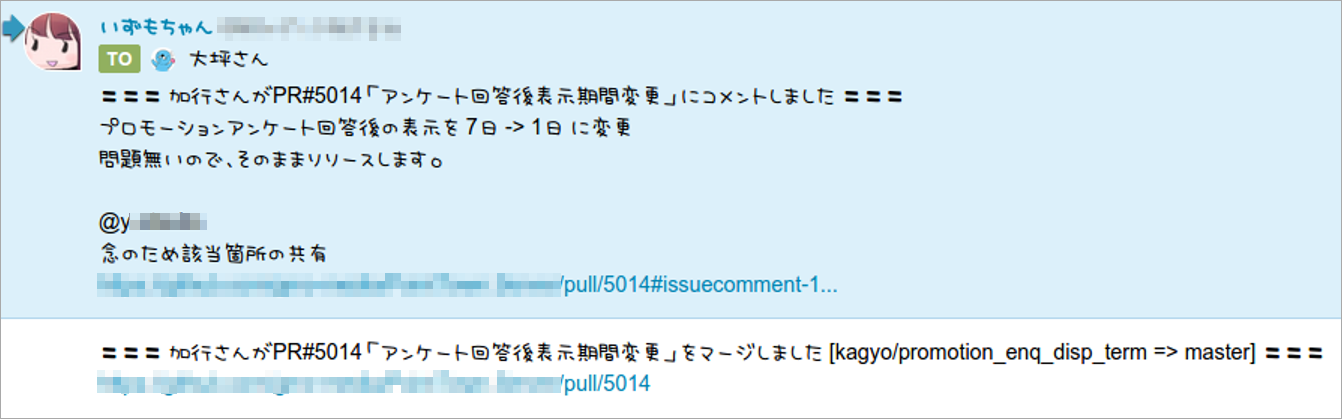 いずもちゃん
TO 大坪さん
＝＝＝ 加行さんがPR#5014「アンケート回答後表示期間変更」にコメントしました ＝＝＝
プロモーションアンケート回答後の表示を 7日 -> 1日 に変更
問題無いので、そのままリリースします。
@y
念のため該当箇所の共有
/pull/5014#issuecomment-1...
＝＝＝ 加行さんがPR#5014「アンケート回答後表示期間変更」をマージしました [kagyo/promotion_enq_disp_term => master] ＝＝＝
/pull/5014